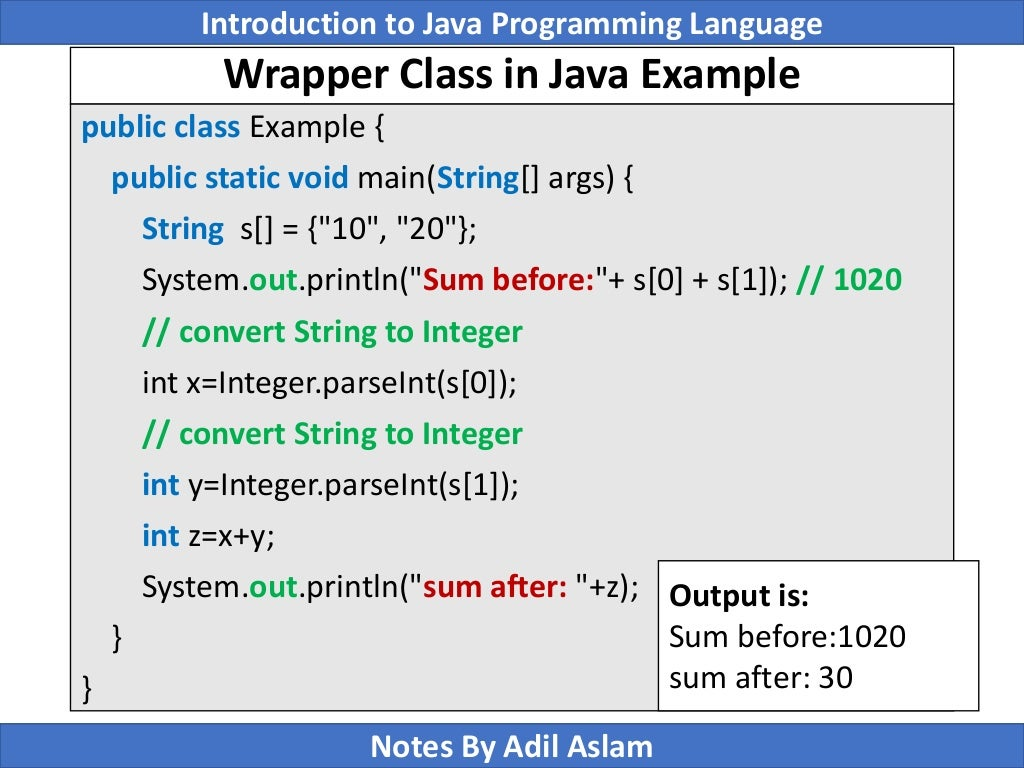 Introduction to Java Programming Language
Wrapper Class in Java Example
public class Example {
public static void main(String[] args) {
String  s[] = {"10", "20"};
System.out.println("Sum before:"+ s[0] + s[1]); // 1020
// convert String to Integer
int x=Integer.parseInt(s[0]);
// convert String to Integer
int y=Integer.parseInt(s[1]);
int z=x+y;
System.out.println("sum after: "+z);
}
}
Output is:
Sum before:1020
sum after: 30
Notes By Adil Aslam